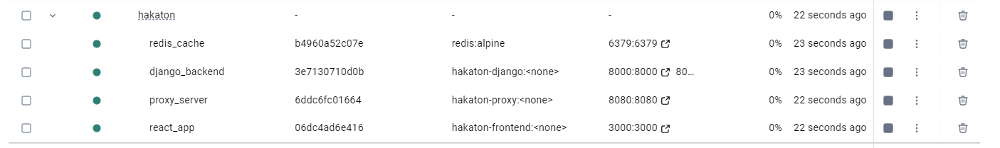 hakaton - - - 0% 22 seconds ago
redis_cache b4960a52c07e redis:alpine 6379:6379 0% 23 seconds ago
django_backend 3e7130710d0b hakaton-django:<none> 8000:8000 80... 0% 23 seconds ago
proxy_server 6ddc6fc01664 hakaton-proxy:<none> 8080:8080 0% 22 seconds ago
react_app 06dc4ad6e416 hakaton-frontend:<none> 3000:3000 0% 22 seconds ago